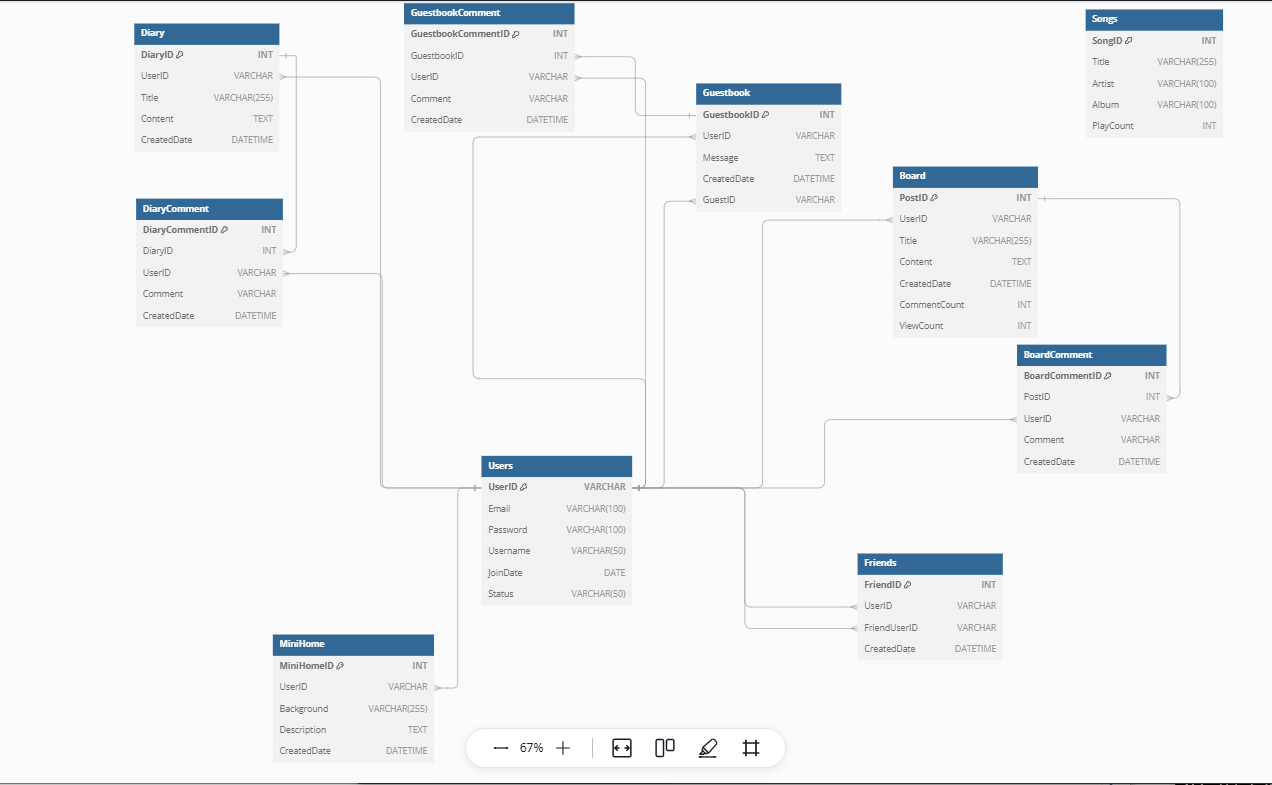 Diary
DiaryID INT
UserID VARCHAR
Title VARCHAR(255)
Content TEXT
CreatedDate DATETIME
GuestbookComment
GuestbookCommentID INT
GuestbookID INT
UserID VARCHAR
Comment VARCHAR
CreatedDate DATETIME
Songs
SongID INT
Title VARCHAR(255)
Artist VARCHAR(100)
Album VARCHAR(100)
PlayCount INT
Guestbook
GuestbookID INT
UserID VARCHAR
Message TEXT
CreatedDate DATETIME
GuestID VARCHAR
Board
PostID INT
UserID VARCHAR
Title VARCHAR(255)
Content TEXT
CreatedDate DATETIME
CommentCount INT
ViewCount INT
DiaryComment
DiaryCommentID INT
DiaryID INT
UserID VARCHAR
Comment VARCHAR
CreatedDate DATETIME
BoardComment
BoardCommentID INT
PostID INT
UserID VARCHAR
Comment VARCHAR
CreatedDate DATETIME
Users
UserID VARCHAR
Email VARCHAR(100)
Password VARCHAR(100)
Username VARCHAR(50)
JoinDate DATE
Status VARCHAR(50)
Friends
FriendID INT
UserID VARCHAR
FriendUserID VARCHAR
CreatedDate DATETIME
MiniHome
MiniHomeID INT
UserID VARCHAR
Background VARCHAR(255)
Description TEXT
CreatedDate DATETIME
67%